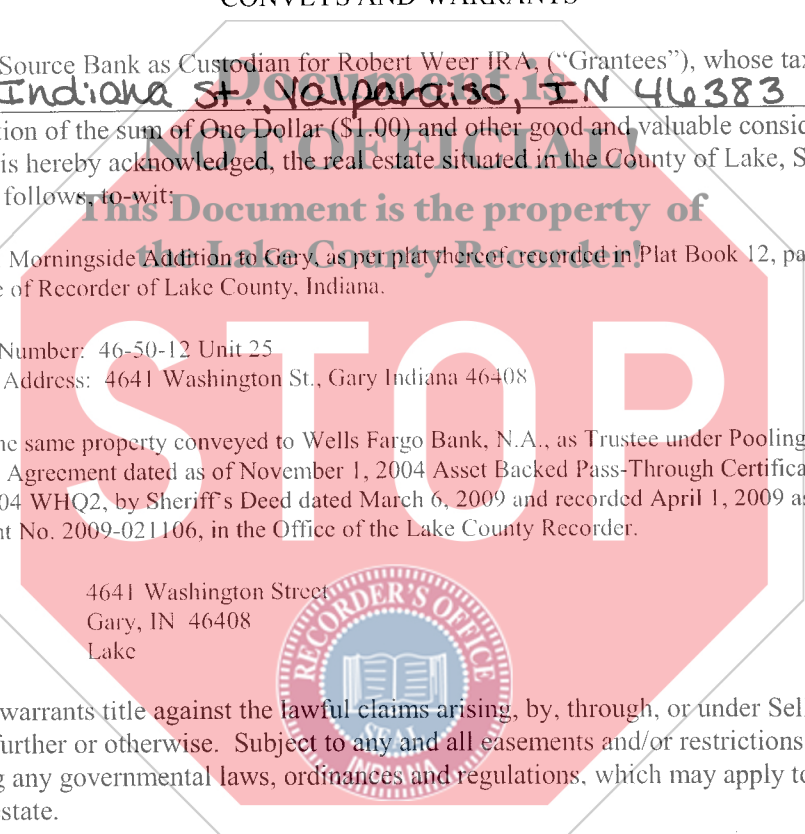 CONVEYS AND WARRANTS
Source Bank as Custodian for Robert Weer IRA, (“Grantees”), whose tax
Indiana St., Valparaiso, IN 46383
tion of the sum of One Dollar ($1.00) and other good and valuable consid
is hereby acknowledged, the real estate situated in the County of Lake, S
follows, to-wit:
Document is
NOT OFFICIAL!
This Document is the property of
the Lake County Recorder!
Morningside Addition to Gary, as per plat thereof, recorded in Plat Book 12, pa
e of Recorder of Lake County, Indiana.
Number: 46-50-12 Unit 25
Address: 4641 Washington St., Gary Indiana 46408
STOP
he same property conveyed to Wells Fargo Bank, N.A., as Trustee under Pooling
Agreement dated as of November 1, 2004 Asset Backed Pass-Through Certifica
04 WHQ2, by Sheriff's Deed dated March 6, 2009 and recorded April 1, 2009 as
nt No. 2009-021106, in the Office of the Lake County Recorder.
4641 Washington Street
Gary, IN 46408
Lake
RECORDER'S OFFICE
SEAL
INDIANA
warrants title against the lawful claims arising, by, through, or under Sel
further or otherwise. Subject to any and all easements and/or restrictions
g any governmental laws, ordinances and regulations, which may apply to
state.